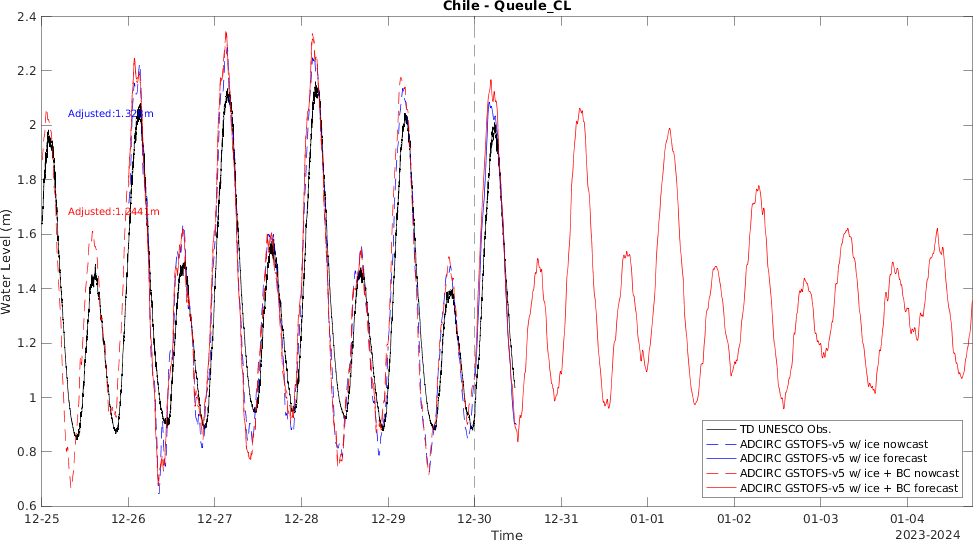 Chile - Queule_CL
2.4
2.2
2
1.8
1.6
1.4
1.2
1
0.8
0.6
Water Level (m)
Adjusted:1.2441m
12-25
12-26
12-27
12-28
12-29
12-30
12-31
01-01
01-02
01-03
01-04
Time
2023-2024
TD UNESCO Obs.
ADCIRC GSTOFS-v5 w/ ice nowcast
ADCIRC GSTOFS-v5 w/ ice forecast
ADCIRC GSTOFS-v5 w/ ice + BC nowcast
ADCIRC GSTOFS-v5 w/ ice + BC forecast